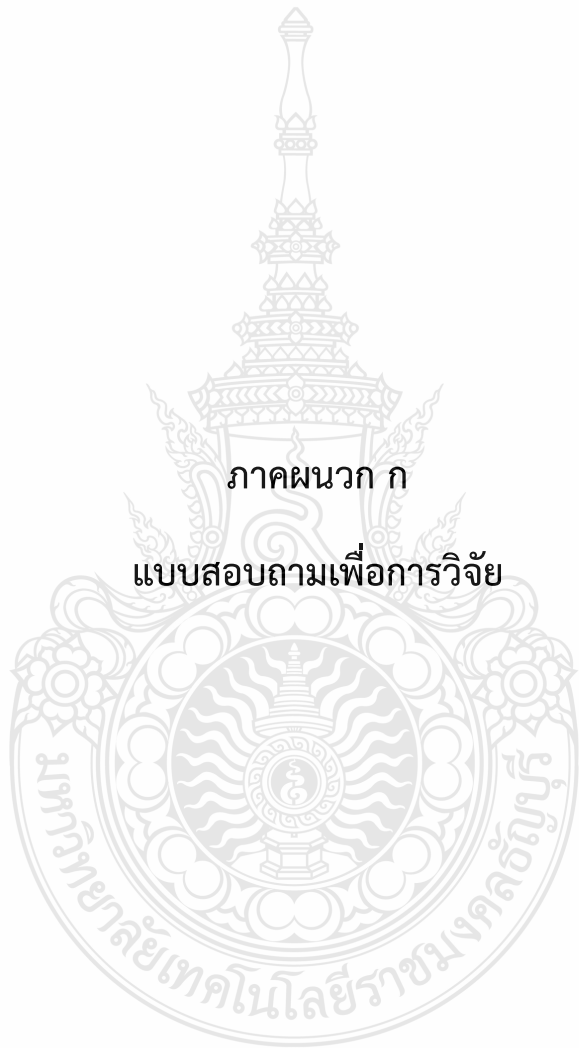 ภาคผนวก ก
แบบสอบถามเพื่อการวิจัย
มหาวิทยาลัยเทคโนโลยีราชมงคลธัญบุรี